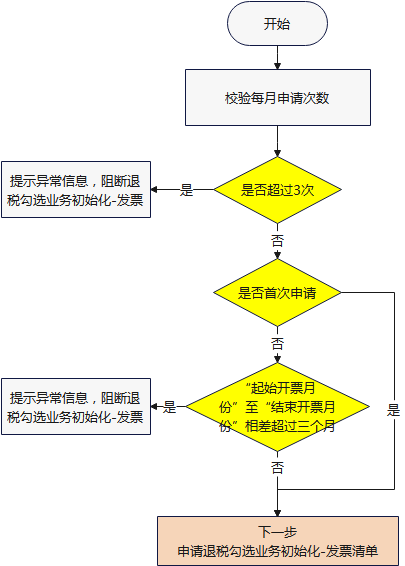 开始
校验每月申请次数
是否超过3次
是
提示异常信息，阻断退
税勾选业务初始化-发票
否
是否首次申请
否
是
“起始开票月
份”至“结束开票月
份”相差超过三个月
是
提示异常信息，阻断退
税勾选业务初始化-发票
否
下一步
申请退税勾选业务初始化-发票清单